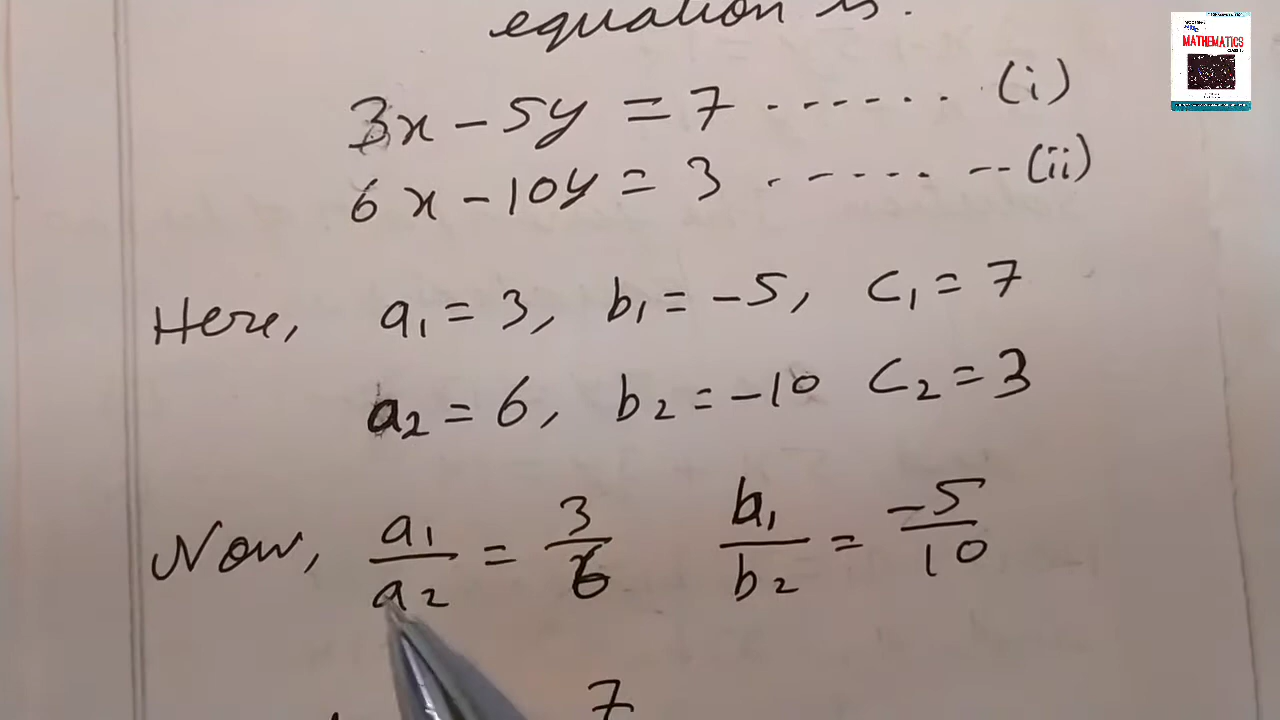 equation is.
3x - 5y = 7 ....... (i)
6x - 10y = 3 ....... --(ii)
Here, a₁ = 3, b₁ = -5, c₁ = 7
a₂ = 6, b₂ = -10 c₂ = 3
Now, a₁/a₂ = 3/6 b₁/b₂ = -5/10
7
MATHEMATICS